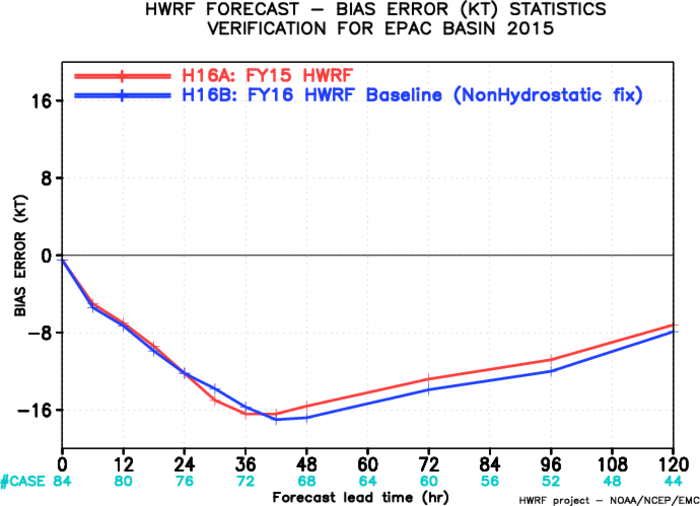 HWRF FORECAST – BIAS ERROR (KT) STATISTICS
VERIFICATION FOR EPAC BASIN 2015
H16A: FY15 HWRF
H16B: FY16 HWRF Baseline (NonHydrostatic fix)
16
8
0
−8
−16
BIAS ERROR (KT)
0 12 24 36 48 60 72 84 96 108 120
#CASE 84 80 76 72 68 64 60 56 52 48 44
Forecast lead time (hr)
HWRF project – NOAA/NCEP/EMC